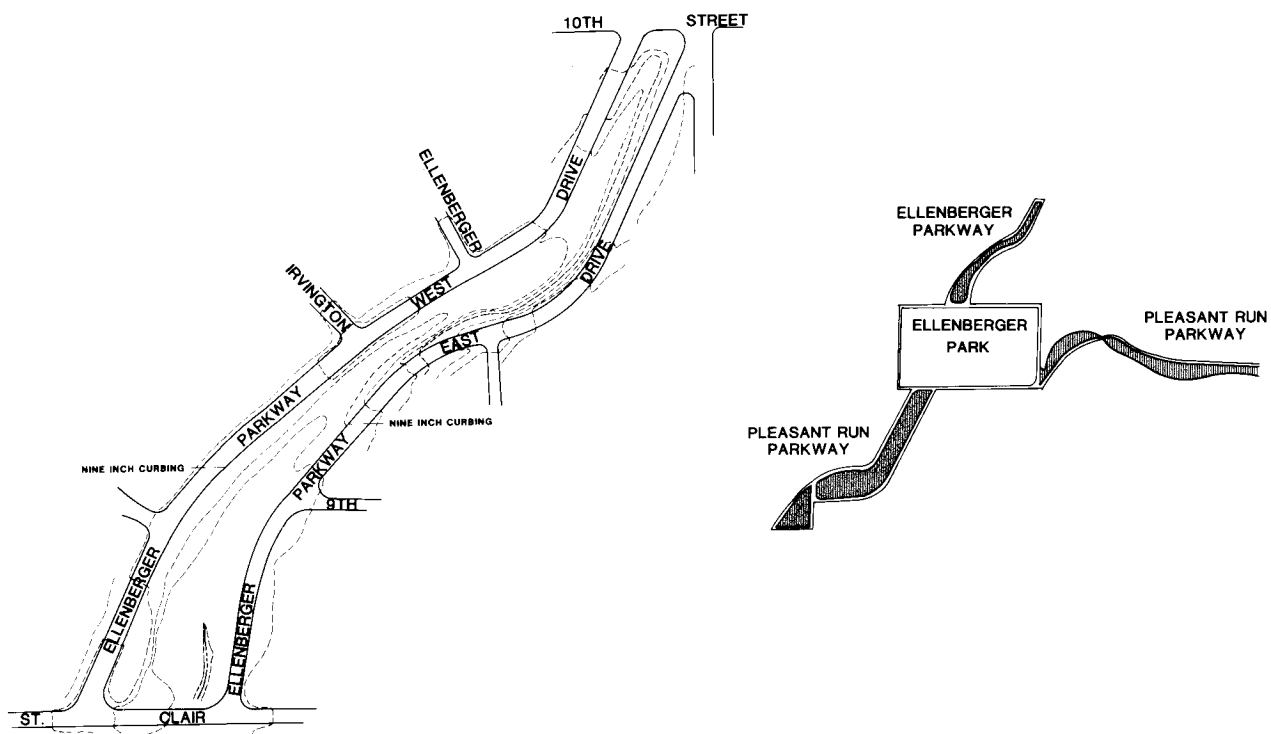 10TH STREET
ELLENBERGER
DRIVE
DRIVE
IRVINGTON
WEST
EAST
PARKWAY
NINE INCH CURBING
NINE INCH CURBING
PARKWAY
9TH
ELLENBERGER
ELLENBERGER
ST. CLAIR
ELLENBERGER
PARKWAY
ELLENBERGER
PARK
PLEASANT RUN
PARKWAY
PLEASANT RUN
PARKWAY